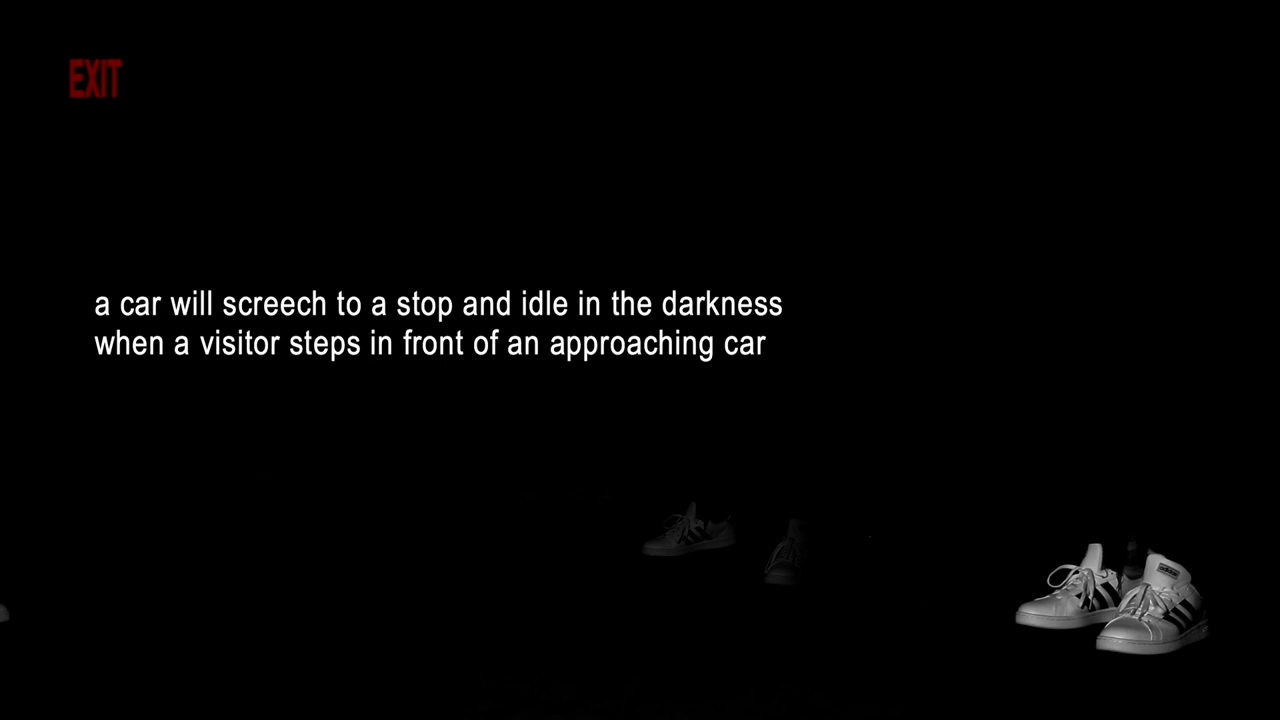 EXIT
a car will screech to a stop and idle in the darkness
when a visitor steps in front of an approaching car